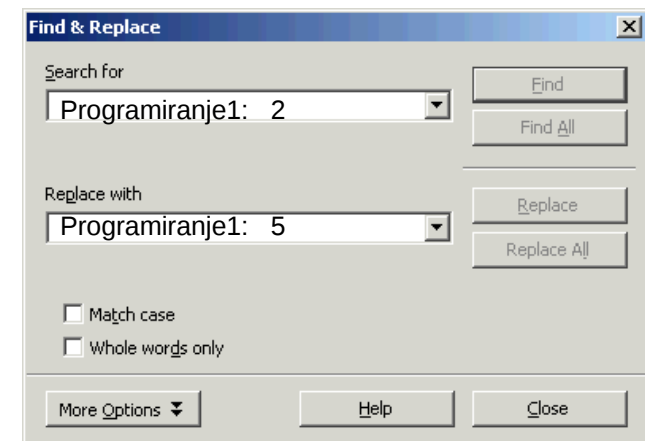 Find & Replace
Search for
Programiranje1: 2
Find
Find All
Replace with
Programiranje1: 5
Replace
Replace All
Match case
Whole words only
More Options
Help
Close